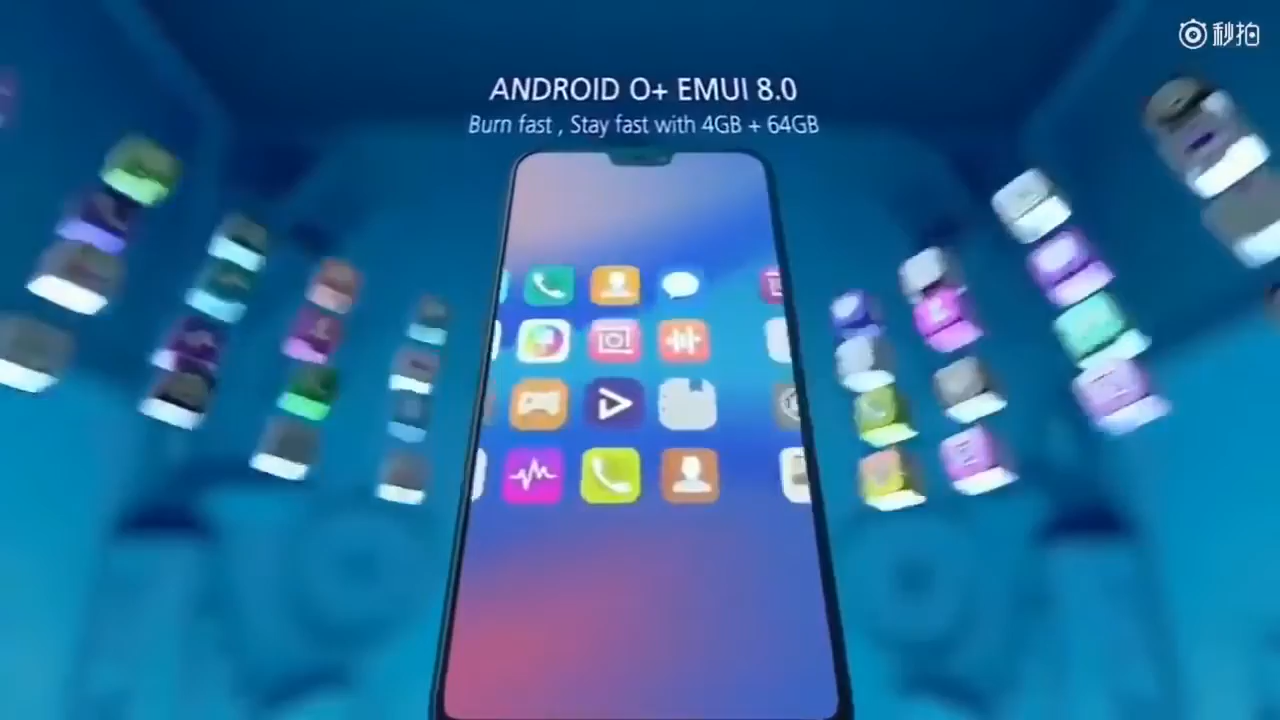 秒拍
ANDROID O+ EMUI 8.0
Burn fast , Stay fast with 4GB + 64GB